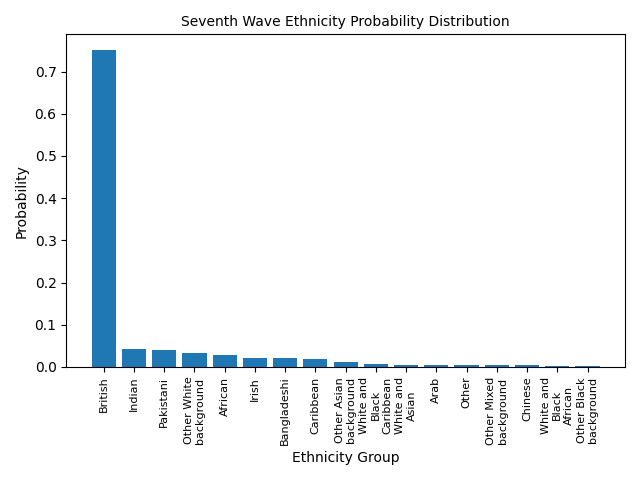 Seventh Wave Ethnicity Probability Distribution
Probability
0.7
0.6
0.5
0.4
0.3
0.2
0.1
0.0
British
Indian
Pakistani
Other White
background
African
Irish
Bangladeshi
Caribbean
Other Asian
background
White and
Black
Caribbean
White and
Asian
Arab
Other
Other Mixed
background
Chinese
White and
Black
African
Other Black
background
Ethnicity Group